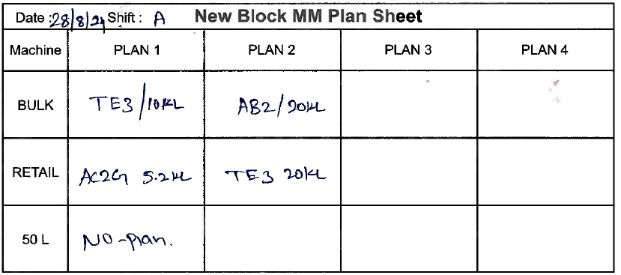 Date :28/8/24 Shift : A New Block MM Plan Sheet
Machine PLAN 1 PLAN 2 PLAN 3 PLAN 4
BULK TE3/10KL AB2/20KL
RETAIL AC2G 5.2KL TE3 20KL
50 L NO-Plan.